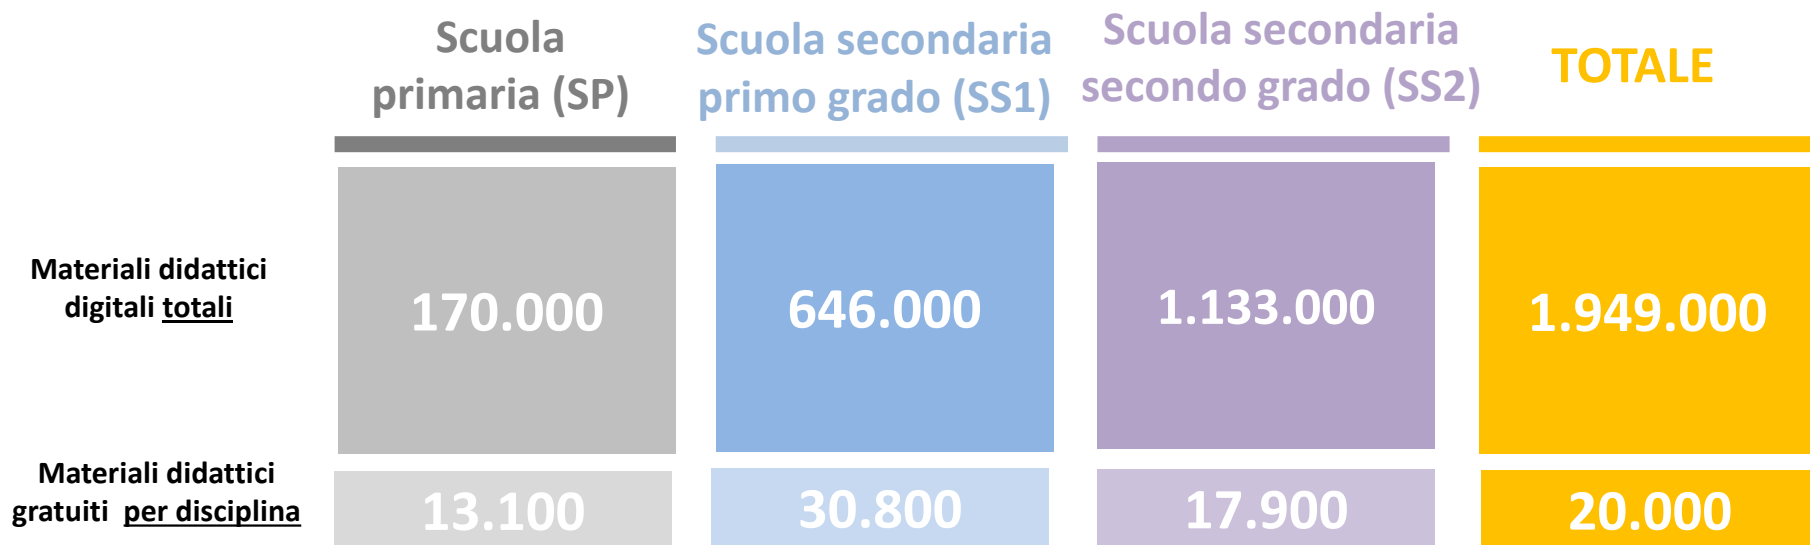 Scuola
primaria (SP)
Scuola secondaria
primo grado (SS1)
Scuola secondaria
secondo grado (SS2)
TOTALE
Materiali didattici
digitali totali
170.000
646.000
1.133.000
1.949.000
Materiali didattici
gratuiti per disciplina
13.100
30.800
17.900
20.000